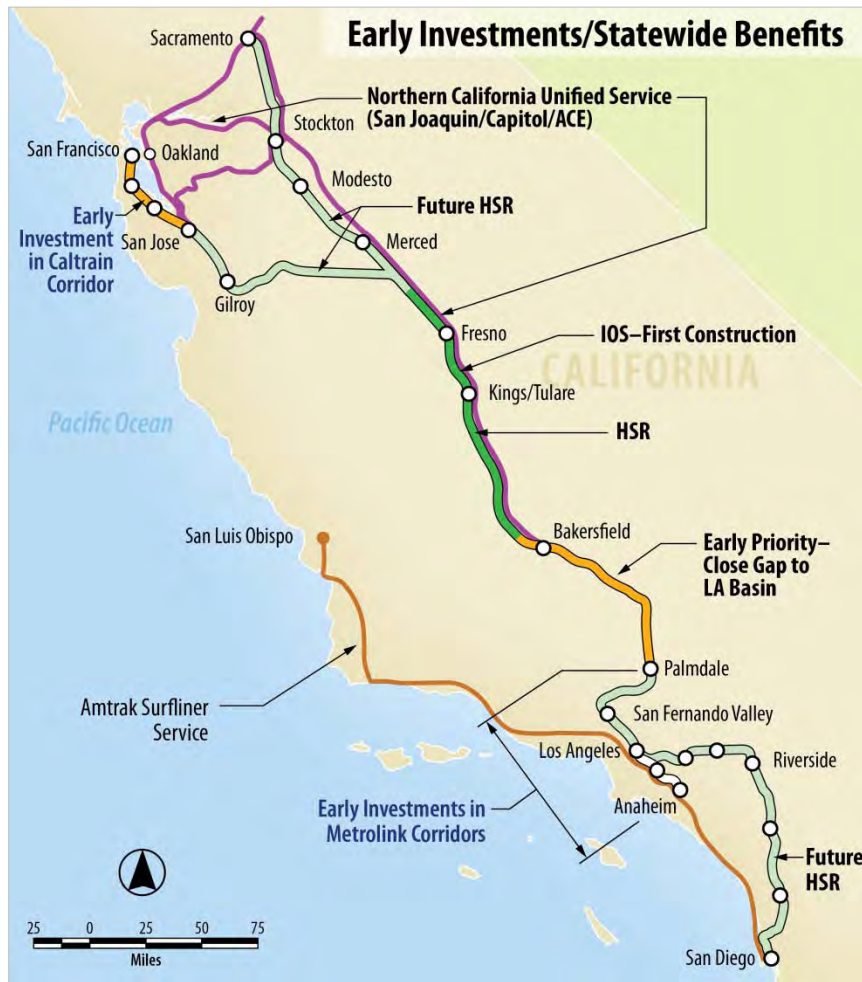 Early Investments/Statewide Benefits
Sacramento
Northern California Unified Service
(San Joaquin/Capitol/ACE)
Stockton
San Francisco
Oakland
Modesto
Early
Investment
in Caltrain
Corridor
Future HSR
San Jose
Merced
Gilroy
Fresno
IOS–First Construction
CALIFORNIA
Kings/Tulare
Pacific Ocean
HSR
San Luis Obispo
Bakersfield
Early Priority–
Close Gap to
LA Basin
Palmdale
Amtrak Surfliner
Service
San Fernando Valley
Los Angeles
Riverside
Early Investments in
Metrolink Corridors
Anaheim
Future
HSR
25 0 25 50 75
Miles
San Diego